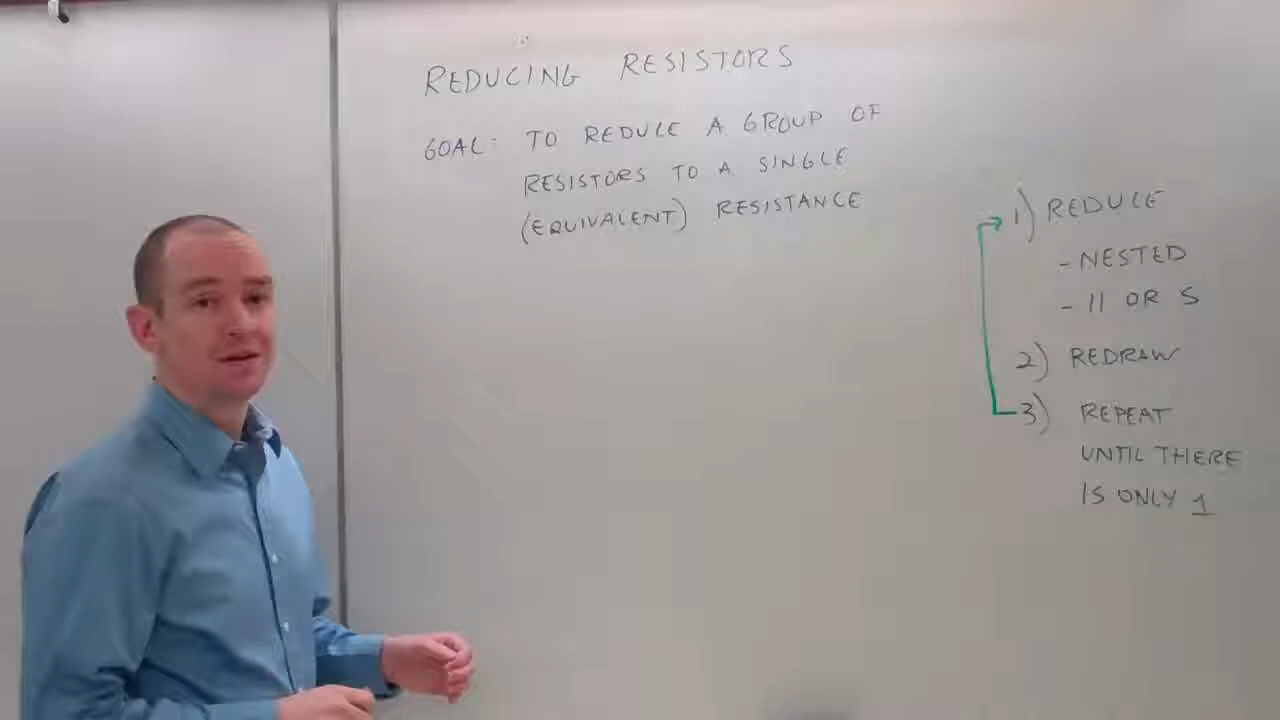 REDUCING RESISTORS
GOAL: TO REDUCE A GROUP OF
RESISTORS TO A SINGLE
(EQUIVALENT) RESISTANCE
1) REDUCE
- NESTED
- || OR S
2) REDRAW
3) REPEAT
UNTIL THERE
IS ONLY 1